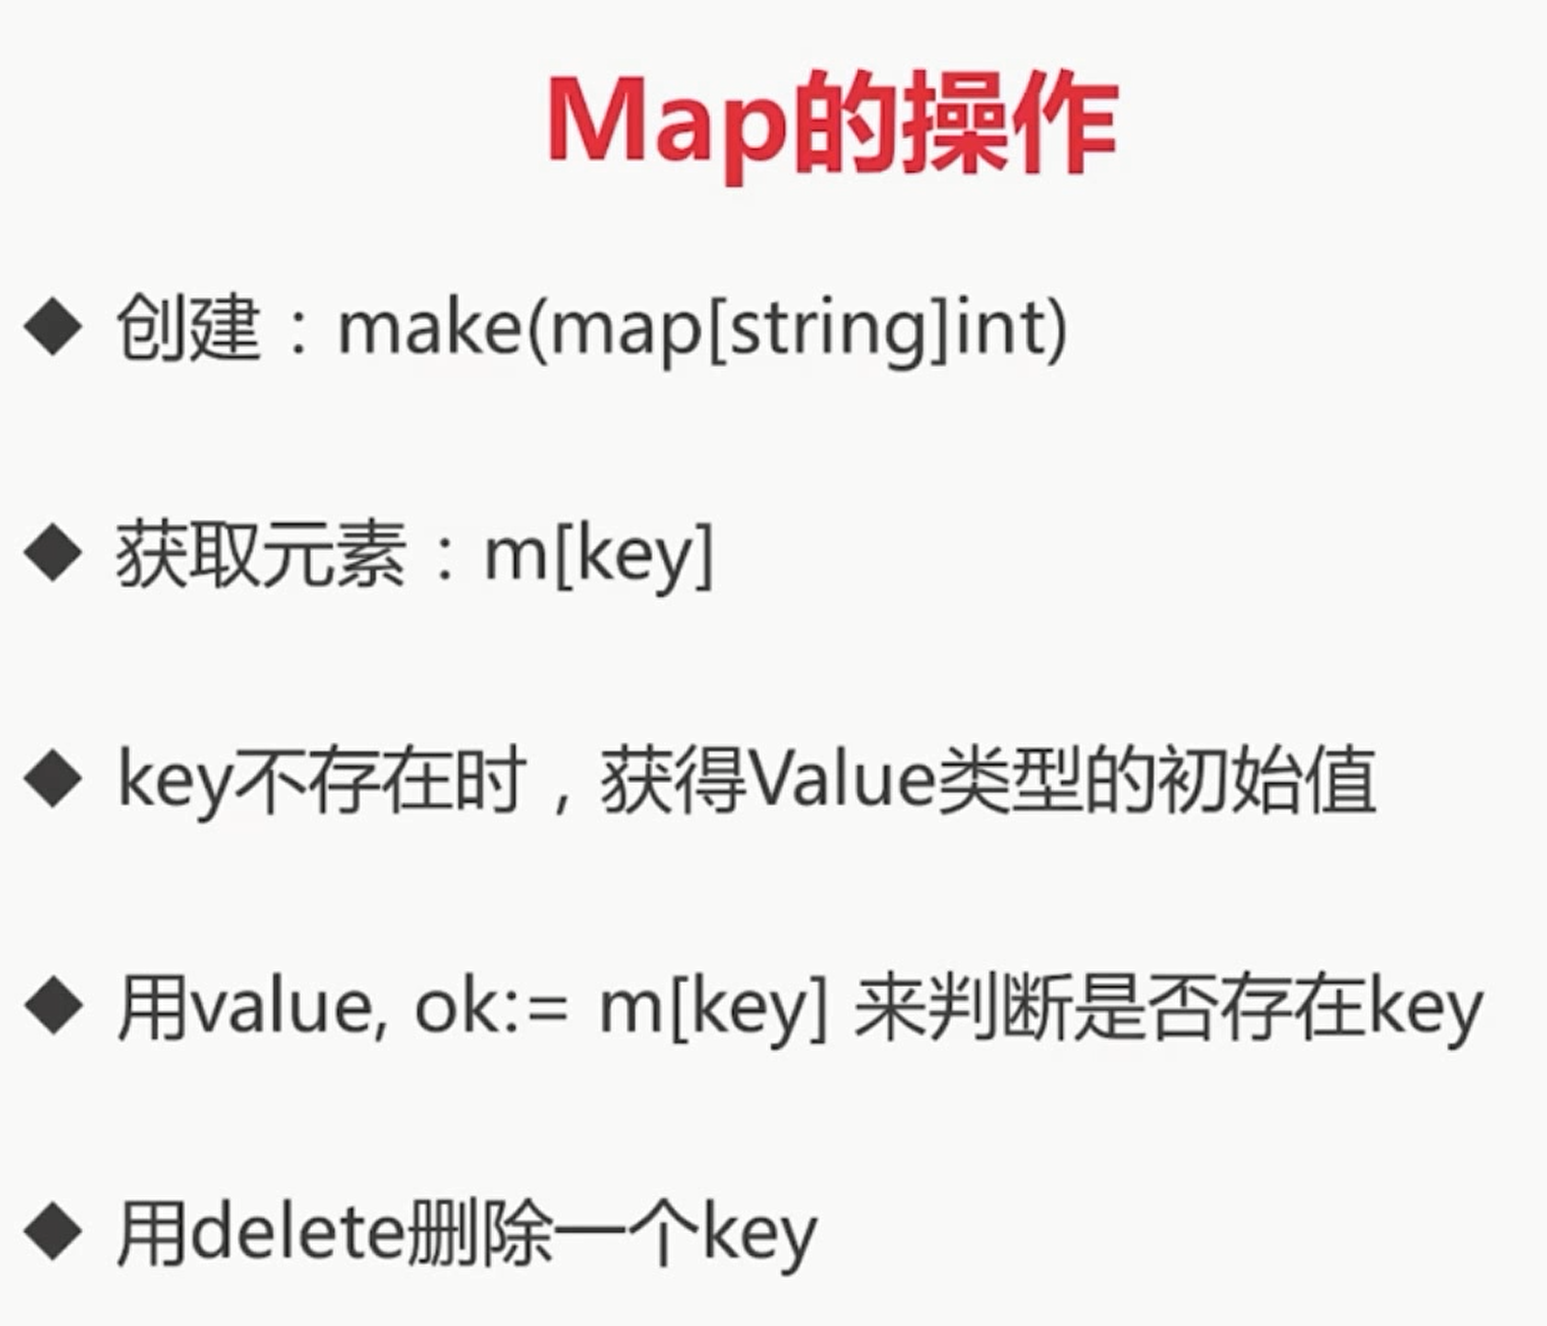 Map的操作
◆ 创建：make(map[string]int)
◆ 获取元素：m[key]
◆ key不存在时，获得Value类型的初始值
◆ 用value, ok:= m[key] 来判断是否存在key
◆ 用delete删除一个key